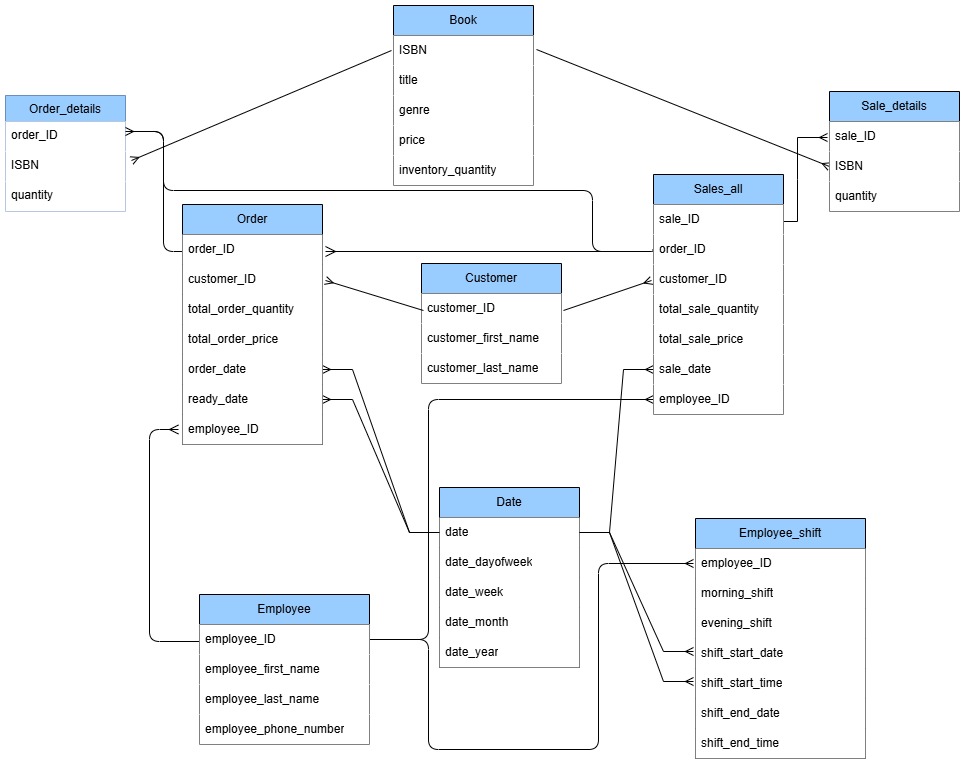 Book
ISBN
title
genre
price
inventory_quantity
Order_details
order_ID
ISBN
quantity
Sale_details
sale_ID
ISBN
quantity
Sales_all
sale_ID
order_ID
customer_ID
total_sale_quantity
total_sale_price
sale_date
employee_ID
Order
order_ID
customer_ID
total_order_quantity
total_order_price
order_date
ready_date
employee_ID
Customer
customer_ID
customer_first_name
customer_last_name
Date
date
date_dayofweek
date_week
date_month
date_year
Employee_shift
employee_ID
morning_shift
evening_shift
shift_start_date
shift_start_time
shift_end_date
shift_end_time
Employee
employee_ID
employee_first_name
employee_last_name
employee_phone_number